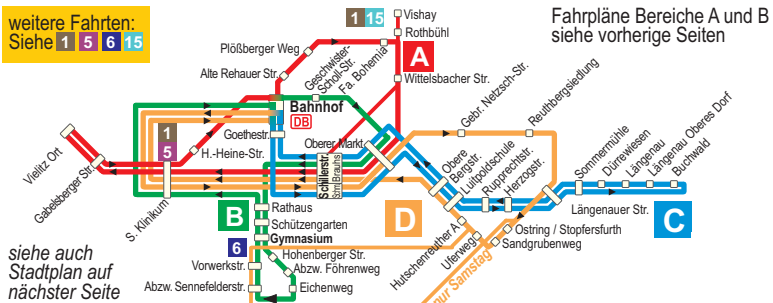 weitere Fahrten:
Siehe 1 5 6 15
1 15
Vishay
Rothbühl
Fahrpläne Bereiche A und B
siehe vorherige Seiten
Plößberger Weg
Geschwister-
Scholl-Str.
Fa. Bohemia
A
Wittelsbacher Str.
Alte Rehauer Str.
Bahnhof
DB
Gebr. Netzsch-Str.
Reuthbergsiedlung
Goethestr.
Oberer Markt
1
5
H.-Heine-Str.
Vielitz Ort
Gabelsberger Str.
S. Klinikum
Schillerstr.
Brauhs
Obere
Bergstr.
Luitpoldschule
Rupprechtstr.
Herzogstr.
Sommermühle
Dürrewiesen
Längenau
Längenau Oberes Dorf
Buchwald
Längenauer Str.
B
D
C
Rathaus
Schützengarten
6
Gymnasium
Hohenberger Str.
Vorwerkstr.
Abzw. Föhrenweg
Abzw. Sennefelderstr.
Eichenweg
Hutschenreuther A
Uferweg
Ostring / Stopfersfurth
Sandgrubenweg
nur Samstag
siehe auch
Stadtplan auf
nächster Seite